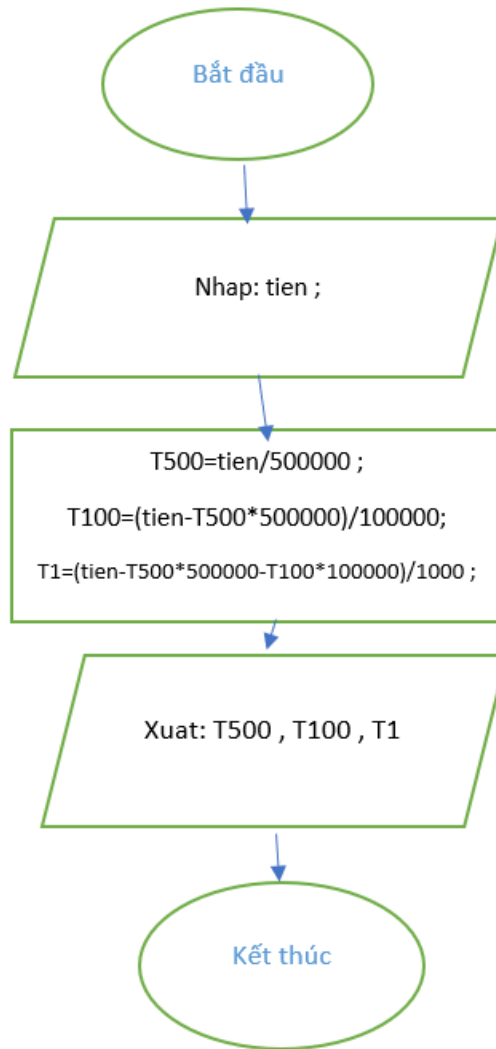 Bắt đầu
Nhap: tien ;
T500=tien/500000 ;
T100=(tien-T500*500000)/100000;
T1=(tien-T500*500000-T100*100000)/1000 ;
Xuat: T500 , T100 , T1
Kết thúc